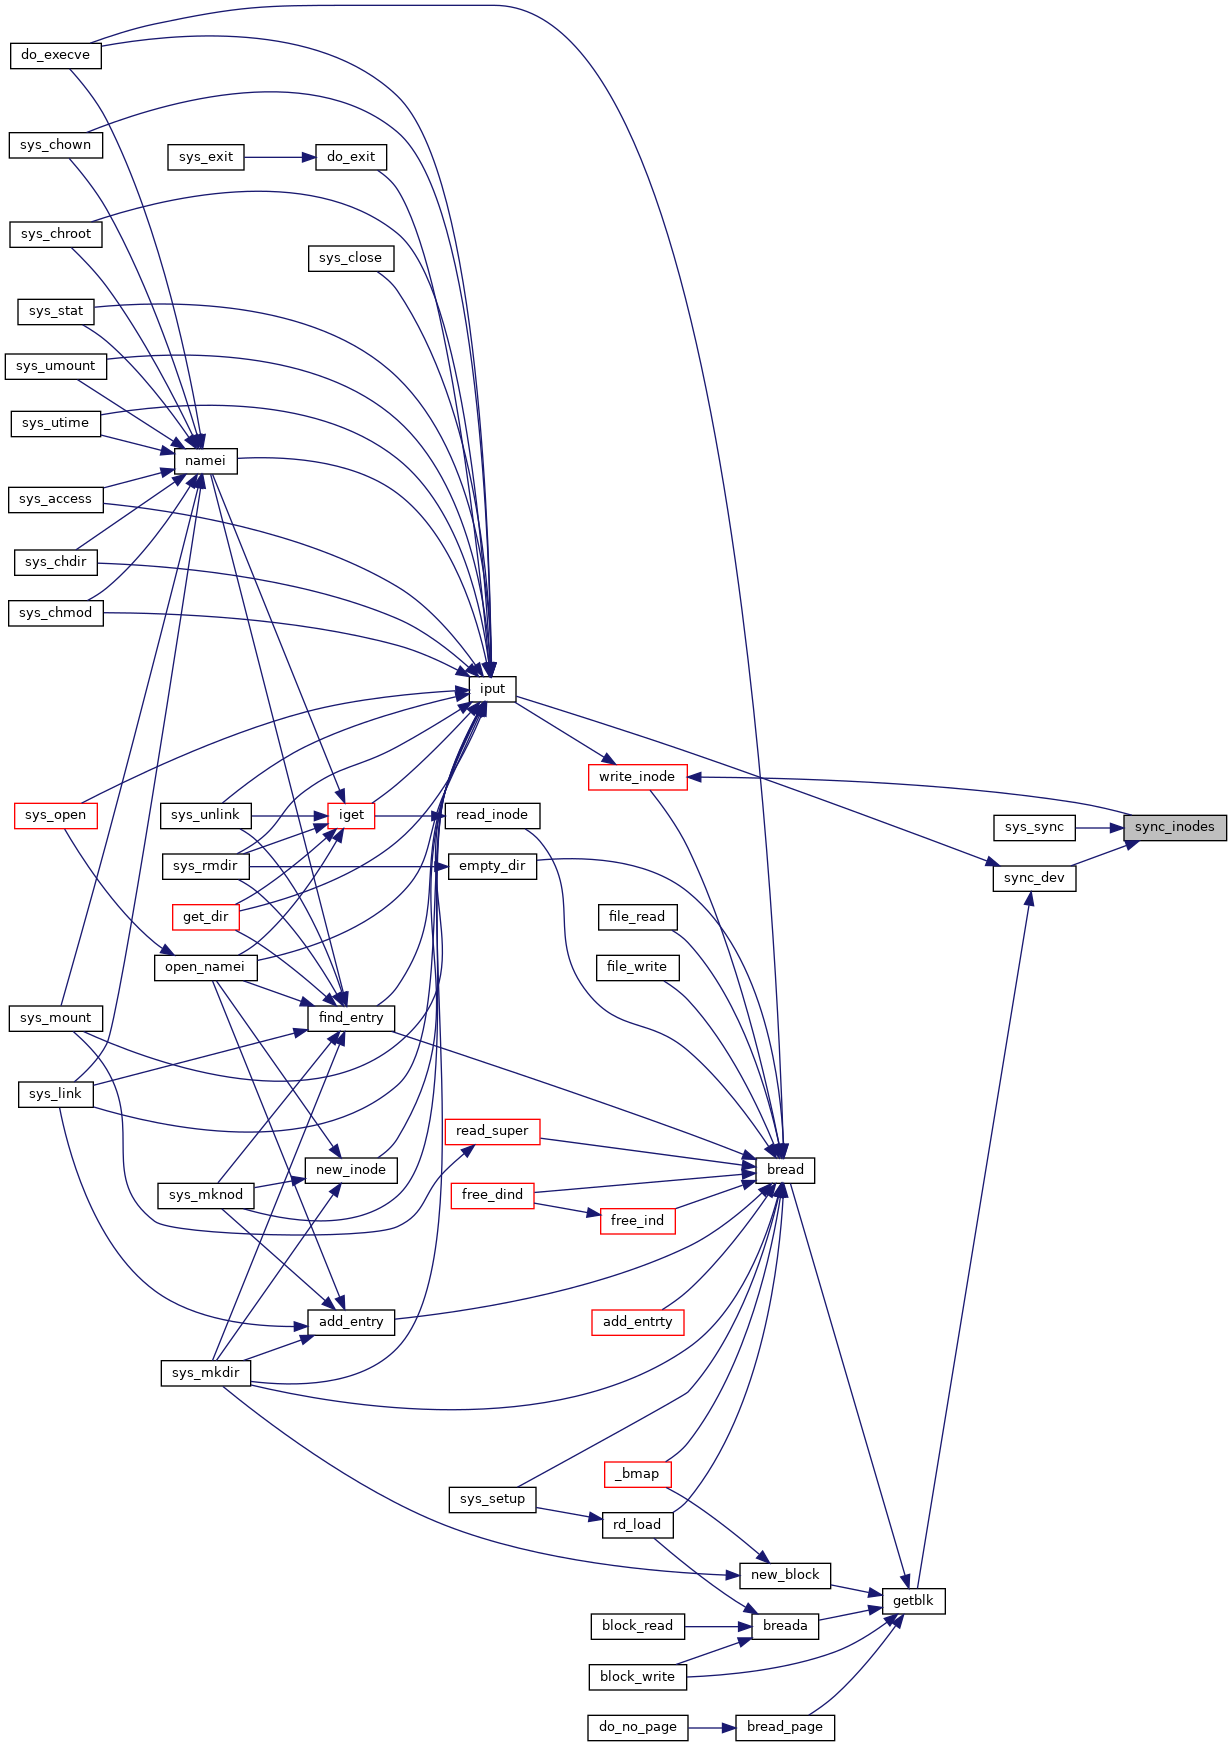 do_execve
sys_chown
sys_exit
do_exit
sys_chroot
sys_close
sys_stat
sys_umount
sys_utime
namei
sys_access
sys_chdir
sys_chmod
iput
write_inode
sys_open
sys_unlink
iget
read_inode
sys_sync
sync_inodes
sys_rmdir
empty_dir
sync_dev
get_dir
file_read
open_namei
file_write
sys_mount
find_entry
sys_link
read_super
new_inode
bread
sys_mknod
free_dind
free_ind
add_entry
add_entrty
sys_mkdir
_bmap
sys_setup
rd_load
new_block
getblk
block_read
breada
block_write
do_no_page
bread_page